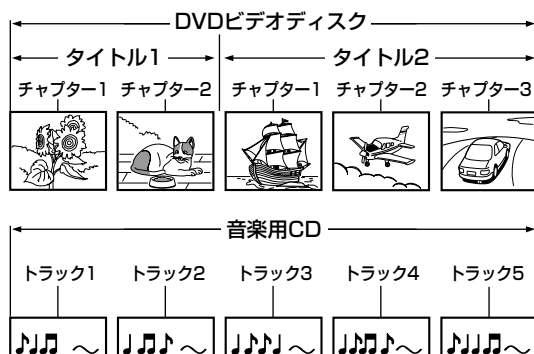 DVDビデオディスク
タイトル1 タイトル2
チャプター1 チャプター2 チャプター1 チャプター2 チャプター3
音楽用CD
トラック1 トラック2 トラック3 トラック4 トラック5